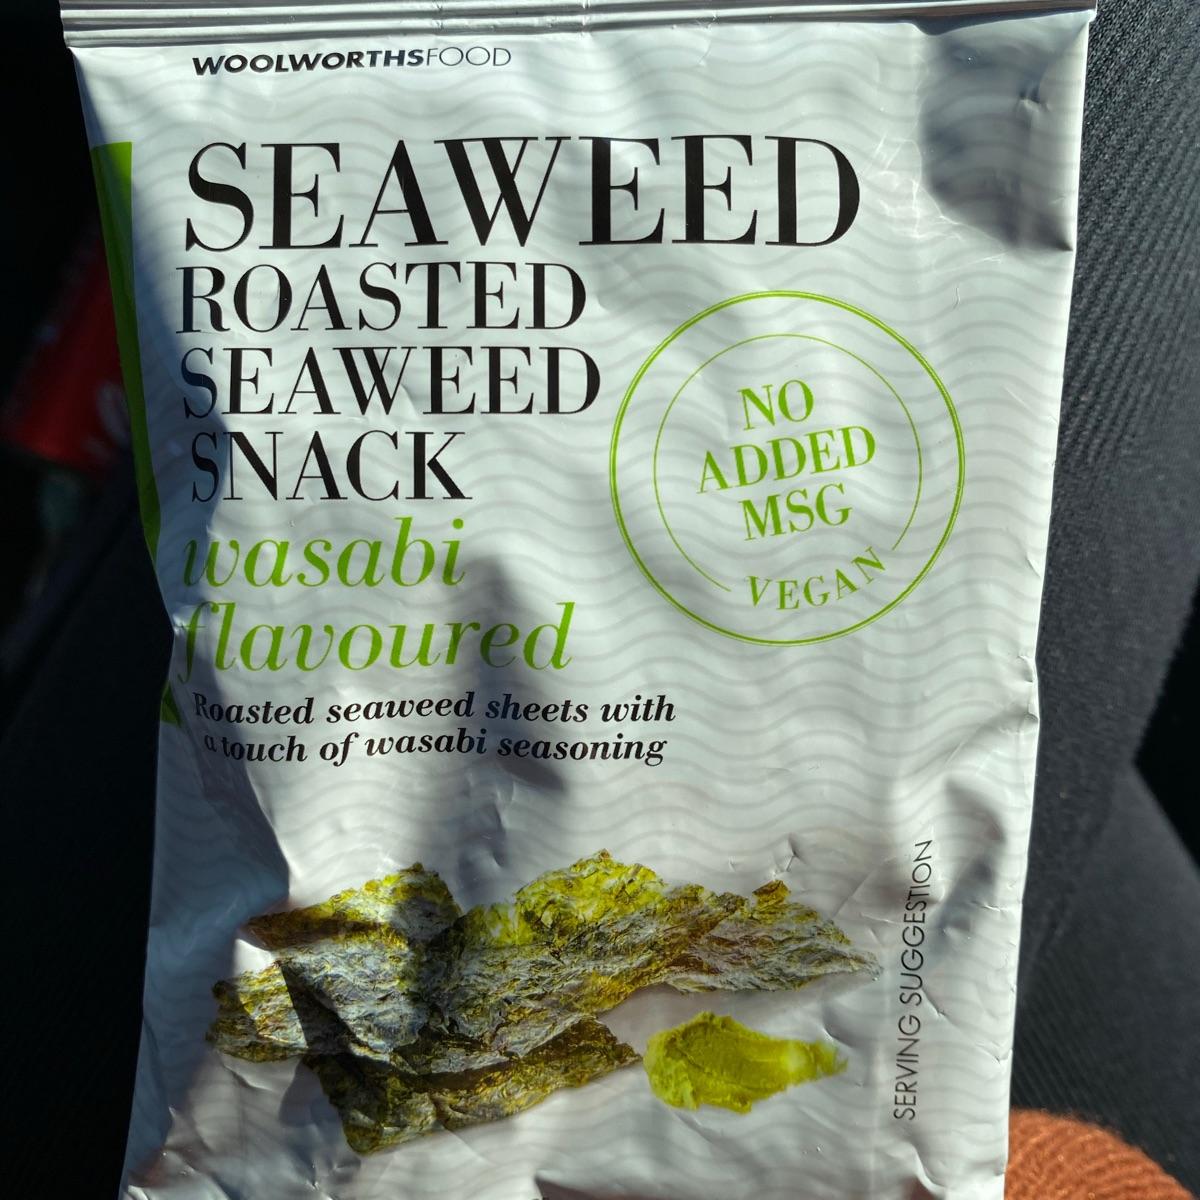 WOOLWORTHSFOOD
SEAWEED
ROASTED
SEAWEED
SNACK
wasabi
flavoured
Roasted seaweed sheets with
a touch of wasabi seasoning
NO
ADDED
MSG
VEGAN
SERVING SUGGESTION